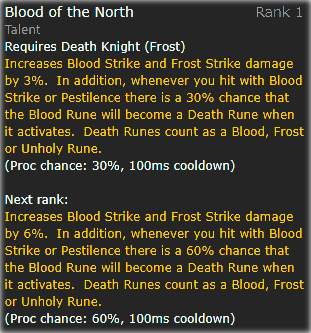 Blood of the North Rank 1
Talent
Requires Death Knight (Frost)
Increases Blood Strike and Frost Strike damage
by 3%. In addition, whenever you hit with Blood
Strike or Pestilence there is a 30% chance that
the Blood Rune will become a Death Rune when
it activates. Death Runes count as a Blood, Frost
or Unholy Rune.
(Proc chance: 30%, 100ms cooldown)
Next rank:
Increases Blood Strike and Frost Strike damage
by 6%. In addition, whenever you hit with Blood
Strike or Pestilence there is a 60% chance that
the Blood Rune will become a Death Rune when
it activates. Death Runes count as a Blood, Frost
or Unholy Rune.
(Proc chance: 60%, 100ms cooldown)